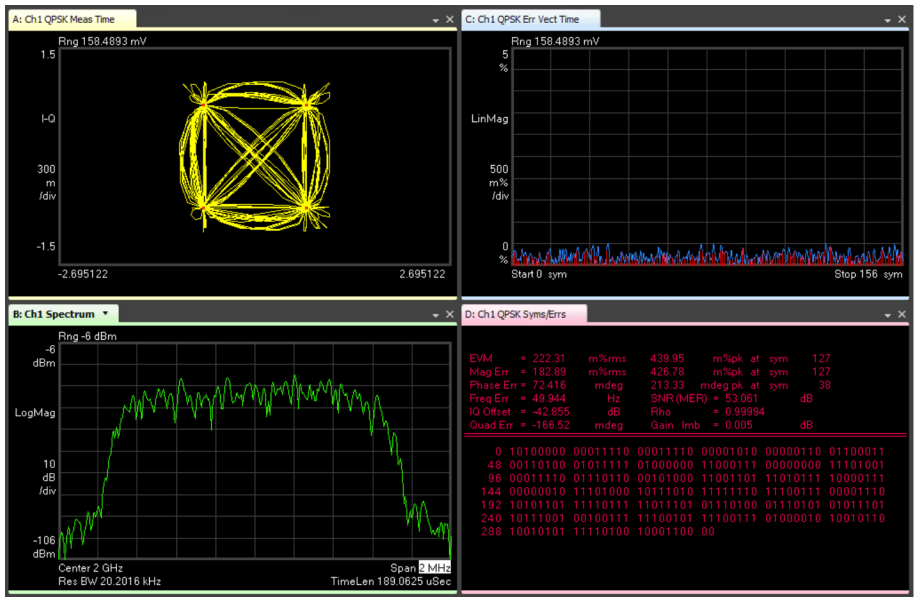 A: Ch1 QPSK Meas Time
Rng 158.4893 mV
1.5
I-Q
300
m
/div
-1.5
-2.695122 2.695122
C: Ch1 QPSK Err Vect Time
Rng 158.4893 mV
5
%
LinMag
500
m%
/div
0
%
Start 0 sym Stop 156 sym
B: Ch1 Spectrum
Rng -6 dBm
-6
dBm
LogMag
10
dB
/div
-106
dBm
Center 2 GHz Span 2 MHz
Res BW 20.2016 kHz TimeLen 189.0625 uSec
D: Ch1 QPSK Syms/Errs
EVM = 222.31 m%rms 439.95 m%pk at sym 127
Mag Err = 182.89 m%rms 426.78 m%pk at sym 127
Phase Err = 72.416 mdeg 213.33 mdeg pk at sym 38
Freq Err = 49.944 Hz SNR(MER) = 53.061 dB
IQ Offset = -42.855 dB Rho = 0.99994
Quad Err = -166.52 mdeg Gain Imb = 0.005 dB
0 10100000 00011110 00011110 00001010 00000110 01100011
48 00110100 01011111 01000000 11000111 00000000 11101001
96 00011110 01110110 00101000 11001101 11010111 10000111
144 00000010 11101000 10111010 11111110 11100111 00001110
192 10101101 11110111 11011101 01110100 01110101 01011011
240 10111001 00100111 11100101 11100111 01000010 10010110
288 10010101 11110100 10001100 00